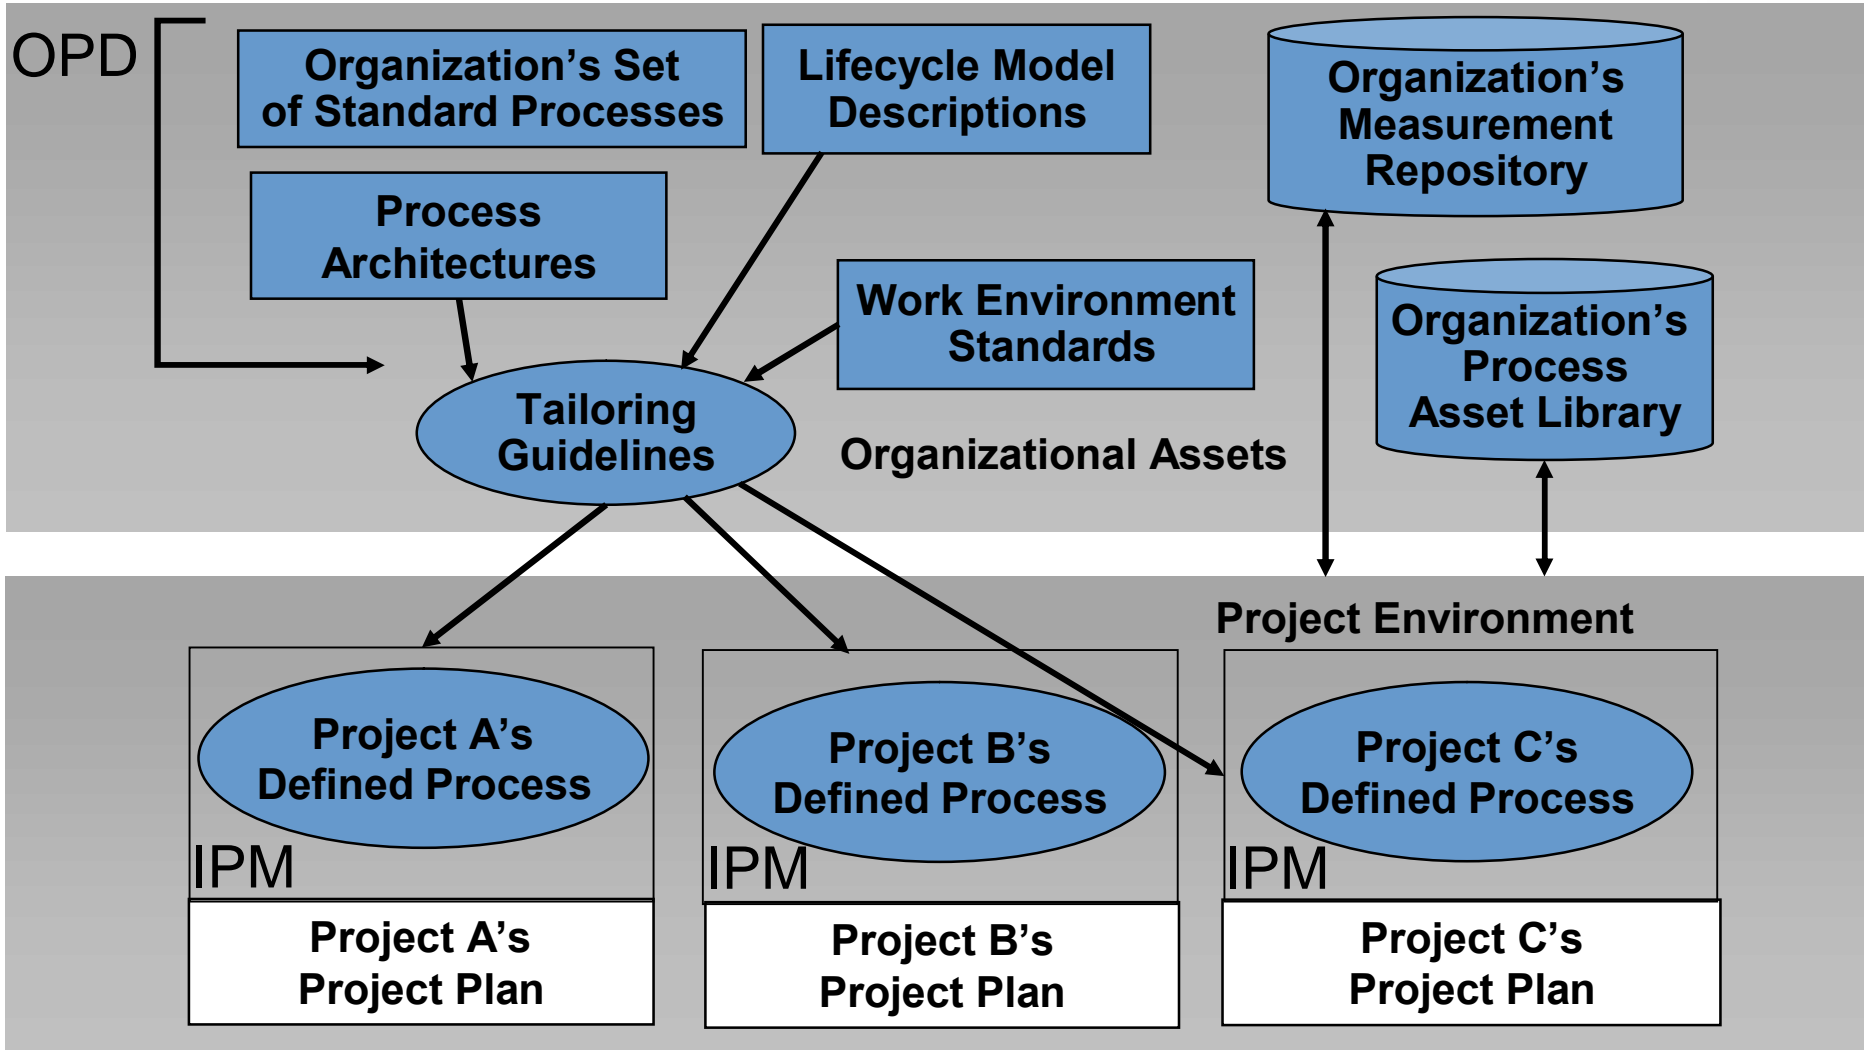 OPD
Organization’s Set
of Standard Processes
Lifecycle Model
Descriptions
Organization’s
Measurement
Repository
Process
Architectures
Work Environment
Standards
Organization’s
Process
Asset Library
Tailoring
Guidelines
Organizational Assets
Project Environment
Project A’s
Defined Process
IPM
Project A’s
Project Plan
Project B’s
Defined Process
IPM
Project B’s
Project Plan
Project C’s
Defined Process
IPM
Project C’s
Project Plan